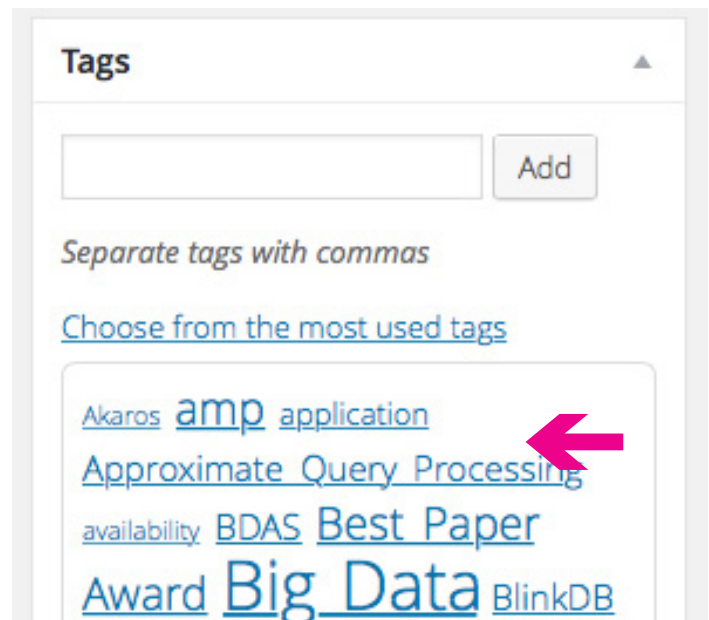 Tags
Add
Separate tags with commas
Choose from the most used tags
Akaros amp application
Approximate Query Processing
availability BDAS Best Paper
Award Big Data BlinkDB